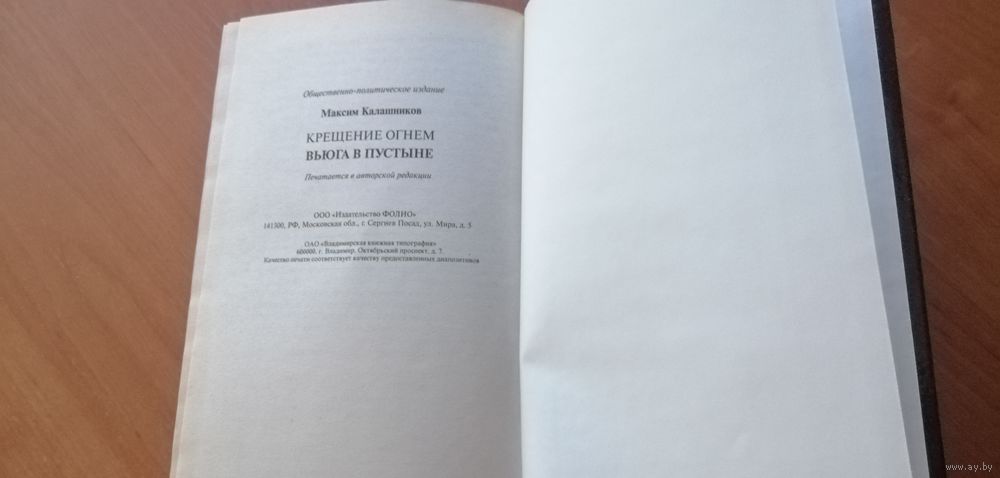 Общественно-политическое издание
Максим Калашников
КРЕЩЕНИЕ ОГНЕМ
ВЬЮГА В ПУСТЫНЕ
Печатается в авторской редакции
ООО «Издательство ФОЛИО»
141300, РФ, Московская обл., г. Сергиев Посад, ул. Мира, д. 5
ОАО «Владимирская книжная типография»
600000, г. Владимир, Октябрьский проспект, д. 7.
Качество печати соответствует качеству предоставленных диапозитивов
www.ay.by